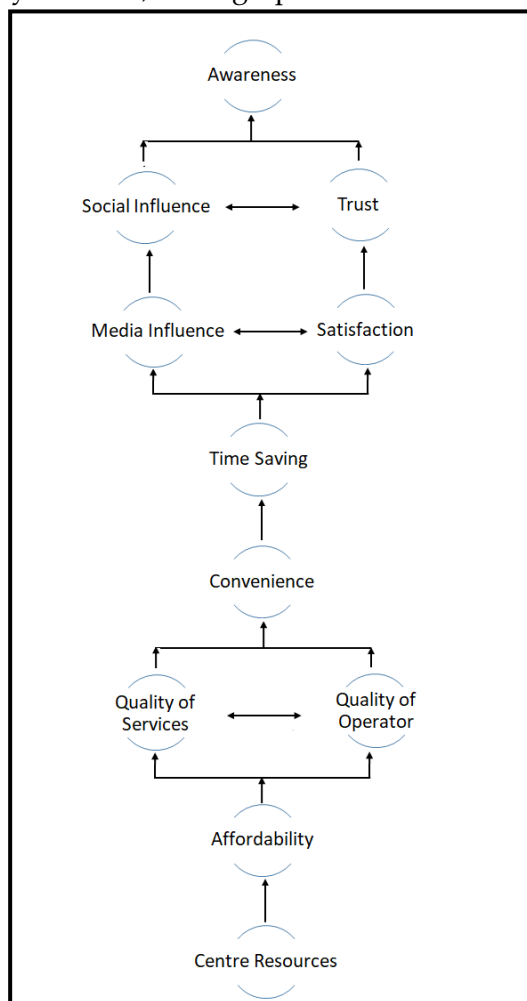 Awareness
Social Influence
Trust
Media Influence
Satisfaction
Time Saving
Convenience
Quality of
Services
Quality of
Operator
Affordability
Centre Resources